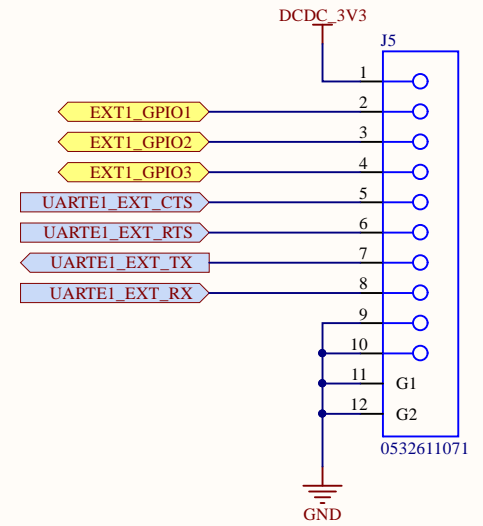 DCDC_3V3
J5
1
EXT1_GPIO1 2
EXT1_GPIO2 3
EXT1_GPIO3 4
UARTE1_EXT_CTS 5
UARTE1_EXT_RTS 6
UARTE1_EXT_TX 7
UARTE1_EXT_RX 8
9
10
11 G1
12 G2
0532611071
GND